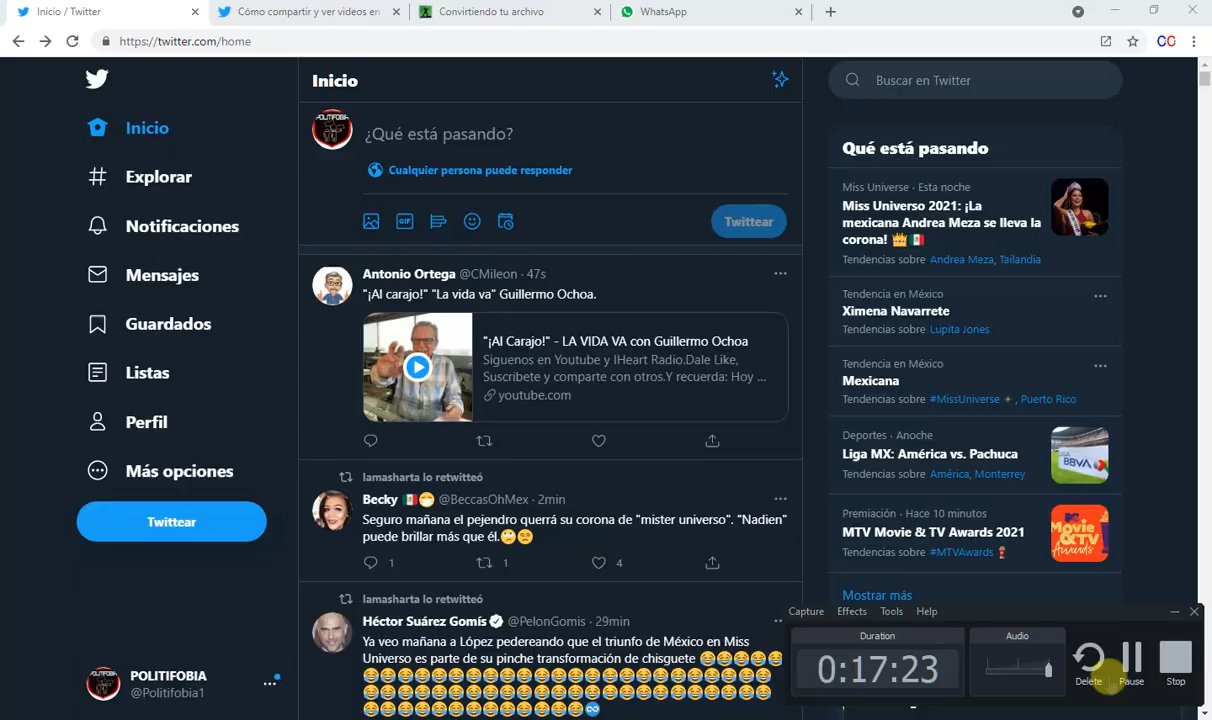 Inicio / Twitter
Cómo compartir y ver videos en
Convirtiendo tu archivo
WhatsApp
https://twitter.com/home
Inicio
Explorar
Notificaciones
Mensajes
Guardados
Listas
Perfil
Más opciones
Twittear
POLITIFOBIA
@Politifobia1
Inicio
POLITIFOBIA
¿Qué está pasando?
Cualquier persona puede responder
GIF
Twittear
Antonio Ortega @CMileon · 47s
"¡Al carajo!" "La vida va" Guillermo Ochoa.
"¡Al Carajo!" - LA VIDA VA con Guillermo Ochoa
Siguenos en Youtube y IHeart Radio.Dale Like,
Suscribete y comparte con otros.Y recuerda: Hoy ...
youtube.com
lamasharta lo retwitteó
Becky 🇲🇽😷 @BeccasOhMex · 2min
Seguro mañana el pejendro querrá su corona de "mister universo". "Nadien"
puede brillar más que él.🙄😵‍💫
1 1 4
lamasharta lo retwitteó
Héctor Suárez Gomís @PelonGomis · 29min
Ya veo mañana a López pedereando que el triunfo de México en Miss
Universo es parte de su pinche transformación de chisguete 😂😂😂😂😂
Buscar en Twitter
Qué está pasando
Miss Universe · Esta noche
Miss Universo 2021: ¡La
mexicana Andrea Meza se lleva la
corona! 👑🇲🇽
Tendencias sobre Andrea Meza, Tailandia
Tendencia en México
Ximena Navarrete
Tendencias sobre Lupita Jones
Tendencia en México
Mexicana
Tendencias sobre #MissUniverse, Puerto Rico
Deportes · Anoche
Liga MX: América vs. Pachuca
Tendencias sobre América, Monterrey
BBVA
Premiación · Hace 10 minutos
MTV Movie & TV Awards 2021
Tendencias sobre #MTVAwards
Movie & TV Awards
Mostrar más
Capture Effects Tools Help
Duration
0:17:23
Audio
Delete Pause Stop